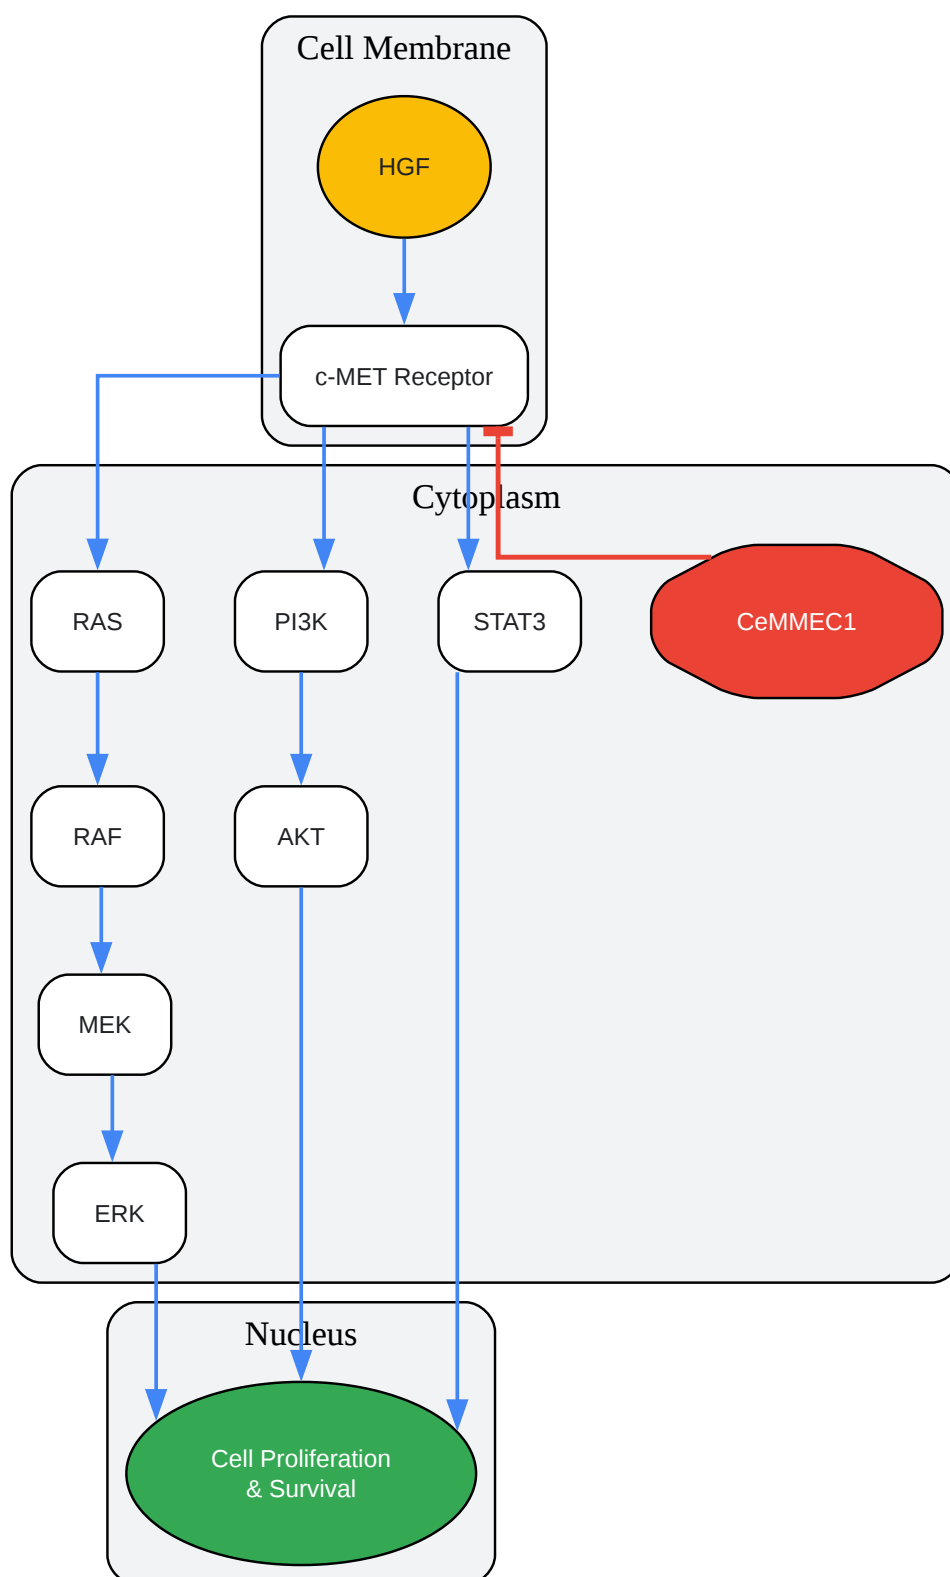 Cell Membrane
HGF
c-MET Receptor
Cytoplasm
RAS
PI3K
STAT3
CeMMEC1
RAF
AKT
MEK
ERK
Nucleus
Cell Proliferation
& Survival